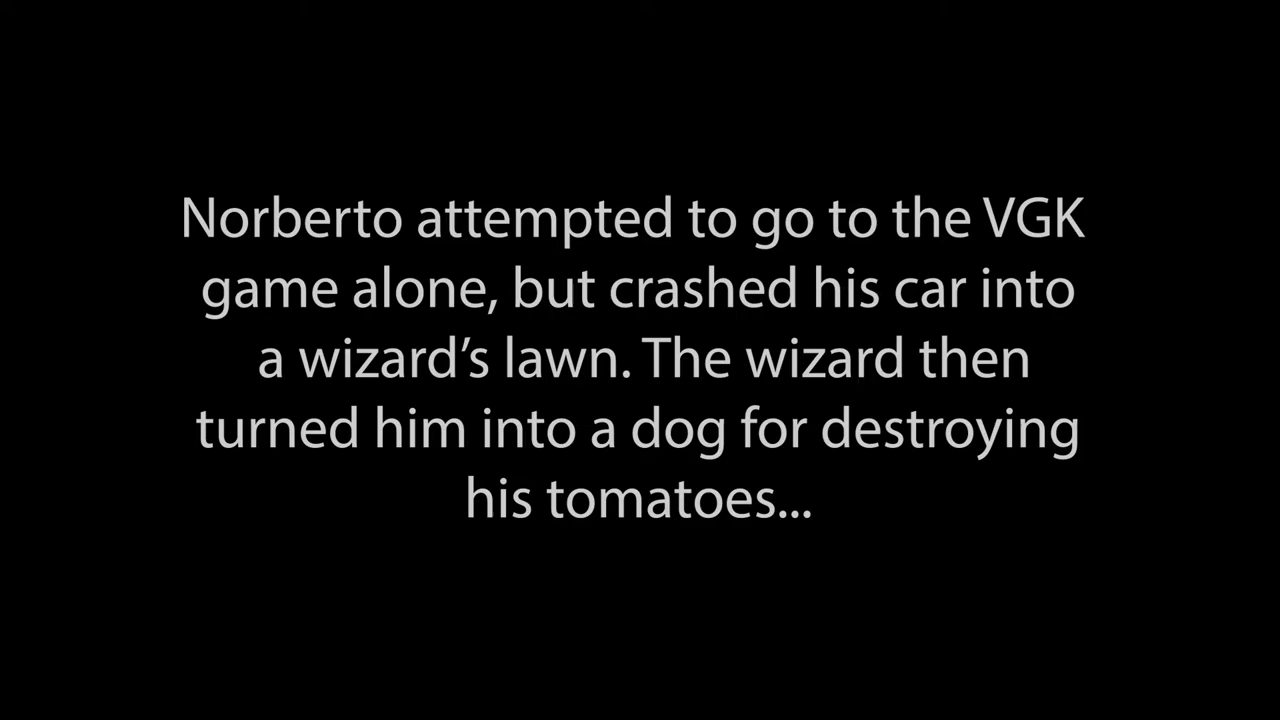 Norberto attempted to go to the VGK
game alone, but crashed his car into
a wizard’s lawn. The wizard then
turned him into a dog for destroying
his tomatoes...